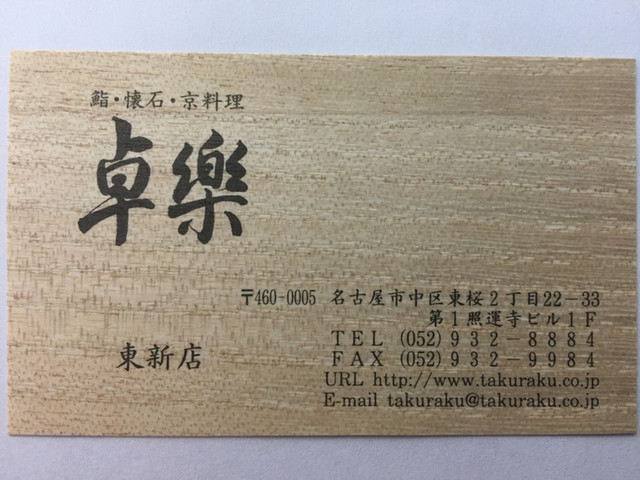 鮨・懐石・京料理
卓樂
東新店
〒460-0005 名古屋市中区東桜2丁目22-33
第1照運寺ビル1F
TEL (052)932-8884
FAX (052)932-9984
URL http://www.takuraku.co.jp
E-mail takuraku@takuraku.co.jp